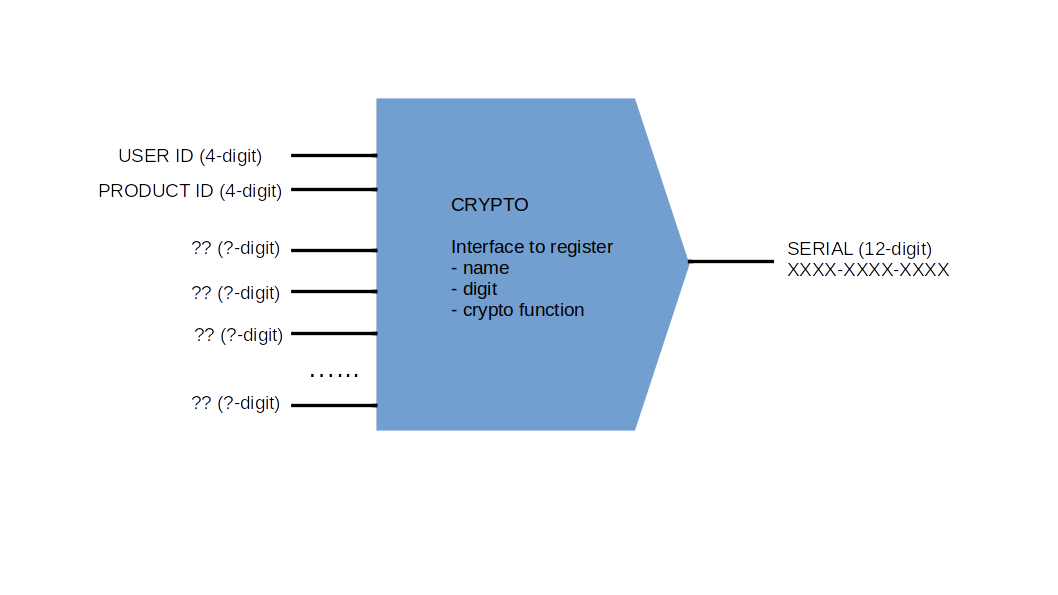 USER ID (4-digit)
PRODUCT ID (4-digit)
?? (?-digit)
?? (?-digit)
?? (?-digit)
......
?? (?-digit)
CRYPTO
Interface to register
- name
- digit
- crypto function
SERIAL (12-digit)
XXXX-XXXX-XXXX